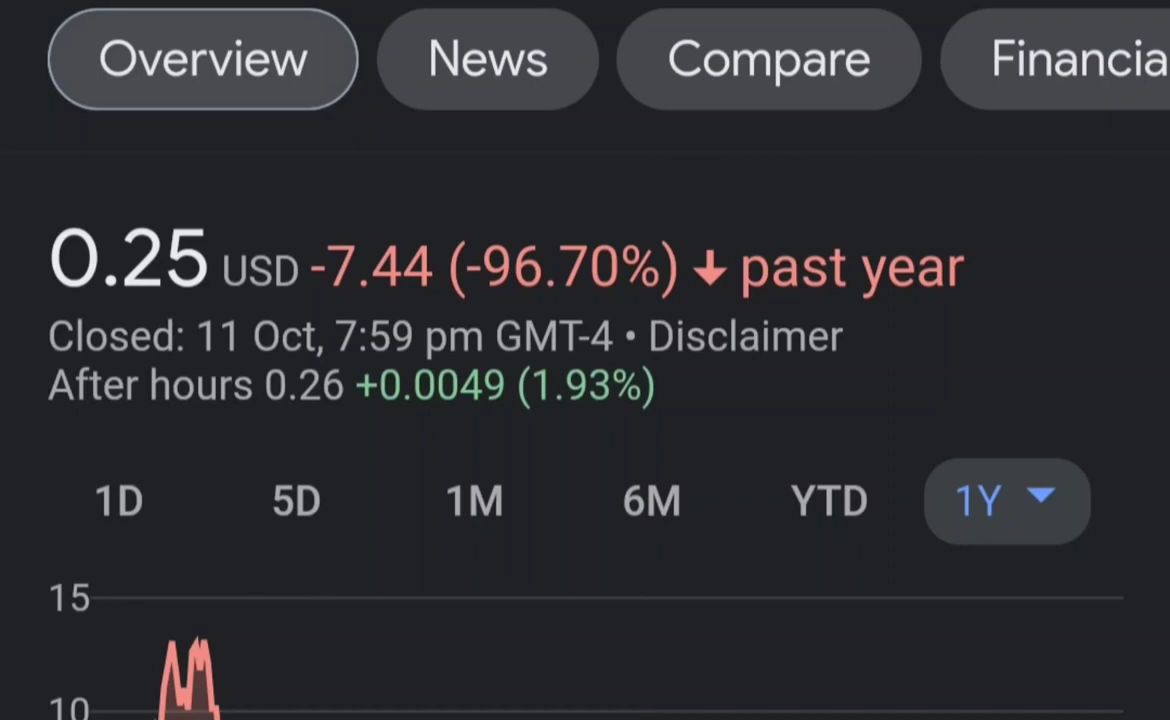 Overview News Compare Financia
0.25 USD -7.44 (-96.70%) ↓ past year
Closed: 11 Oct, 7:59 pm GMT-4 • Disclaimer
After hours 0.26 +0.0049 (1.93%)
1D 5D 1M 6M YTD 1Y
15
10